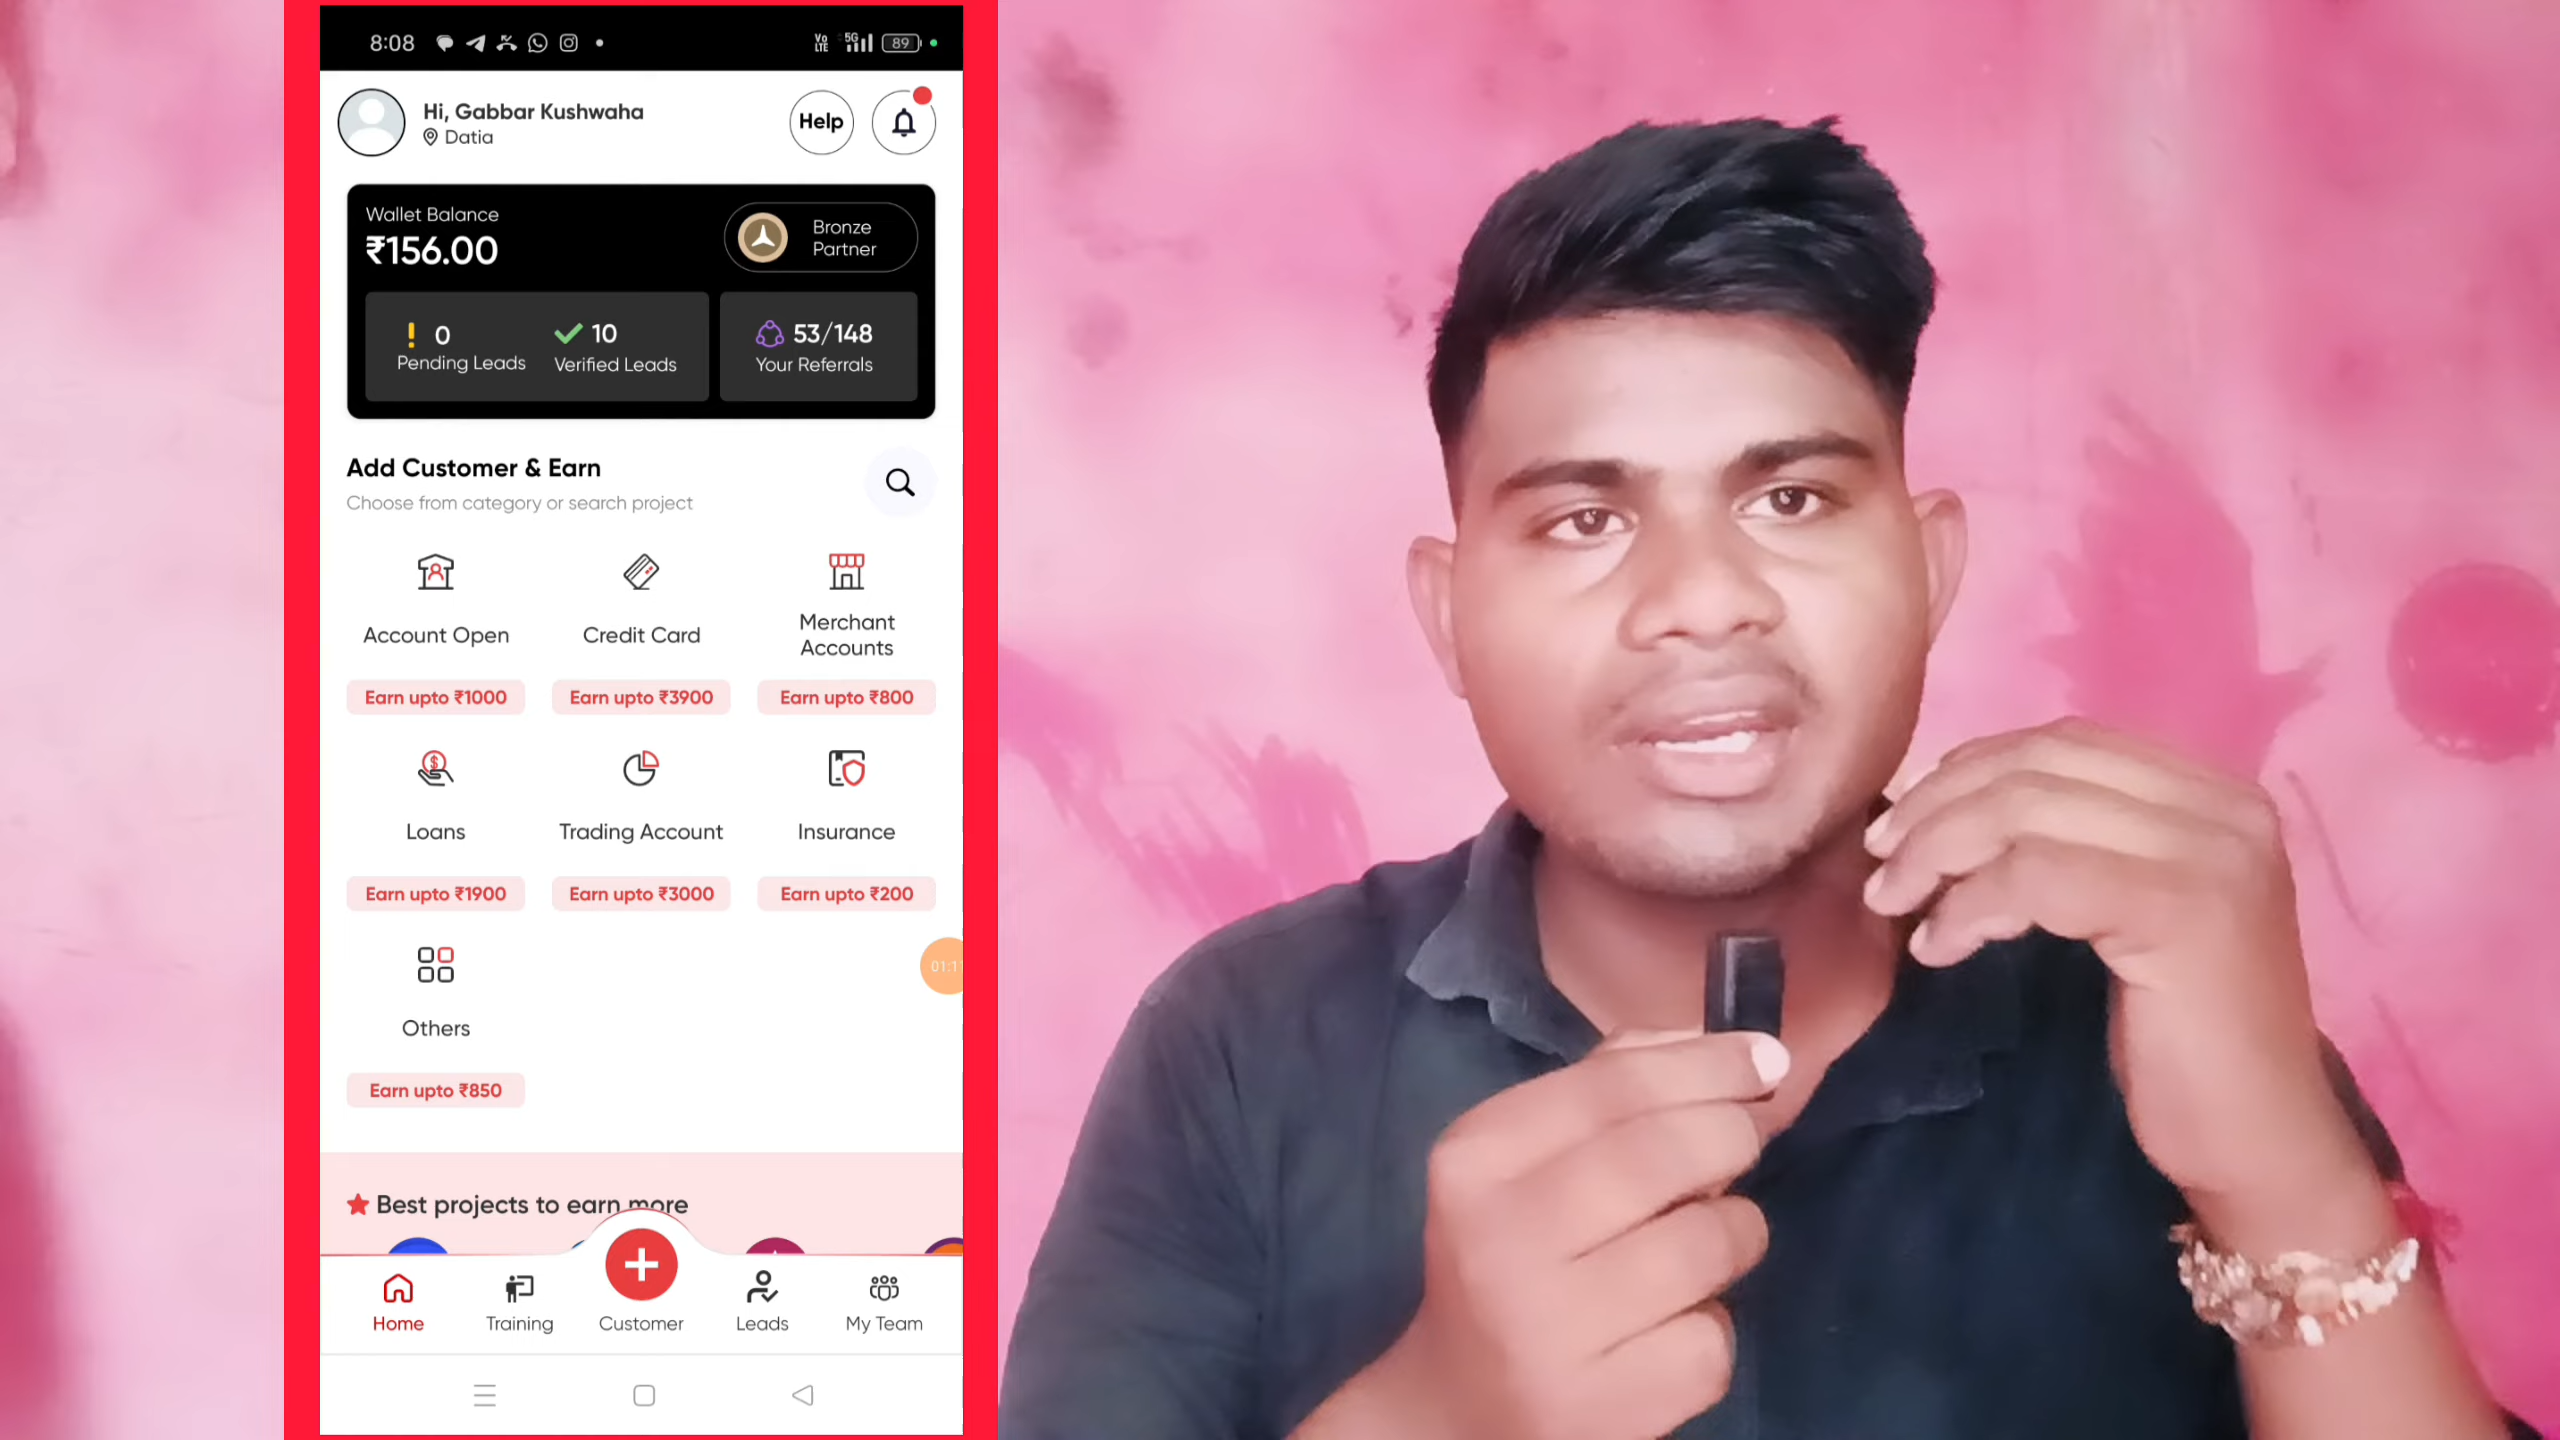 8:08
Vo
LTE
5G
89
Hi, Gabbar Kushwaha
Datia
Help
Wallet Balance
₹156.00
Bronze
Partner
0
Pending Leads
10
Verified Leads
53/148
Your Referrals
Add Customer & Earn
Choose from category or search project
Account Open
Credit Card
Merchant
Accounts
Earn upto ₹1000
Earn upto ₹3900
Earn upto ₹800
Loans
Trading Account
Insurance
Earn upto ₹1900
Earn upto ₹3000
Earn upto ₹200
Others
Earn upto ₹850
Best projects to earn more
Home
Training
Customer
Leads
My Team